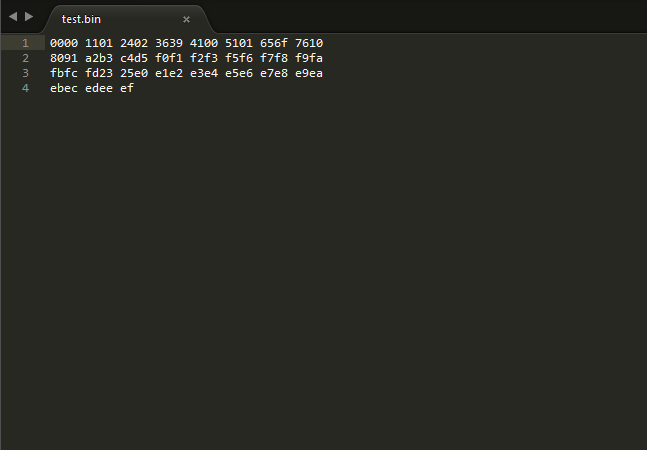 test.bin
1 0000 1101 2402 3639 4100 5101 656f 7610
2 8091 a2b3 c4d5 f0f1 f2f3 f5f6 f7f8 f9fa
3 fbfc fd23 25e0 e1e2 e3e4 e5e6 e7e8 e9ea
4 ebec edee ef